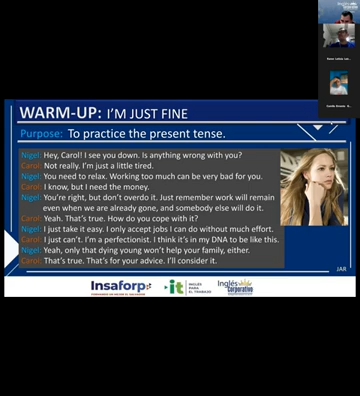 Inglés
corporativo
WARM-UP: I'M JUST FINE
Purpose: To practice the present tense.
Nigel: Hey, Carol! I see you down. Is anything wrong with you?
Carol: Not really. I'm just a little tired.
Nigel: You need to relax. Working too much can be very bad for you.
Carol: I know, but I need the money.
Nigel: You're right, but don't overdo it. Just remember work will remain
even when we are already gone, and somebody else will do it.
Carol: Yeah. That's true. How do you cope with it?
Nigel: I just take it easy. I only accept jobs I can do without much effort.
Carol: I just can't. I'm a perfectionist. I think it's in my DNA to be like this.
Nigel: Yeah, only that dying young won't help your family, either.
Carol: That's true. That's for your advice. I'll consider it.
JAR
Insaforp
it
INGLÉS
PARA
EL TRABAJO
Inglés
corporativo